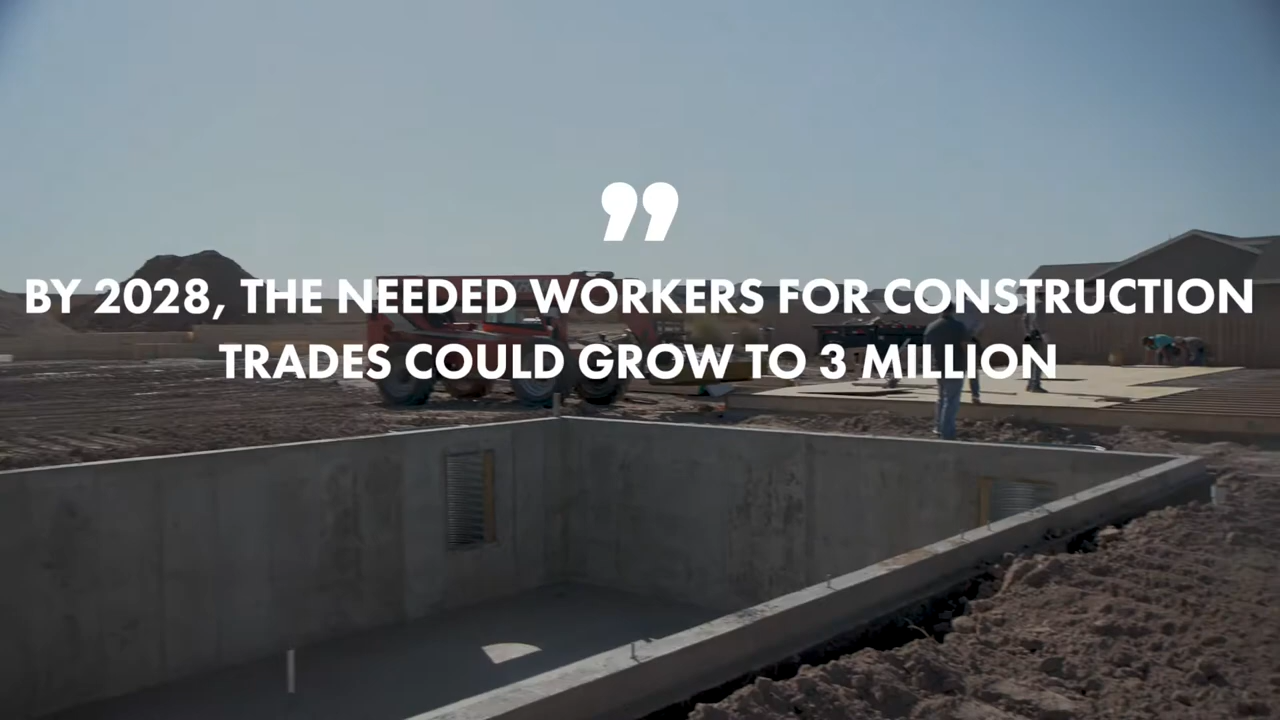 ”
BY 2028, THE NEEDED WORKERS FOR CONSTRUCTION
TRADES COULD GROW TO 3 MILLION